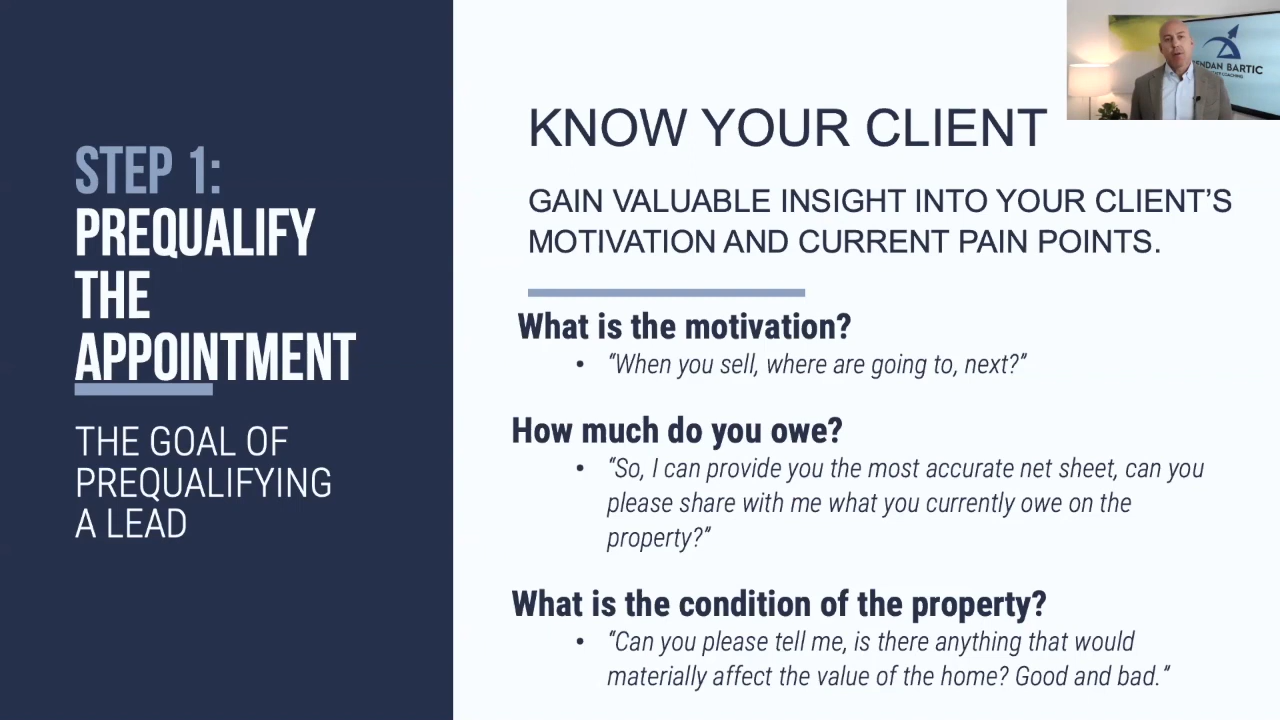 STEP 1:
PREQUALIFY
THE
APPOINTMENT
THE GOAL OF
PREQUALIFYING
A LEAD
KNOW YOUR CLIENT
GAIN VALUABLE INSIGHT INTO YOUR CLIENT’S
MOTIVATION AND CURRENT PAIN POINTS.
What is the motivation?
• “When you sell, where are going to, next?”
How much do you owe?
• “So, I can provide you the most accurate net sheet, can you
please share with me what you currently owe on the
property?”
What is the condition of the property?
• “Can you please tell me, is there anything that would
materially affect the value of the home? Good and bad.”
ENDAN BARTIC